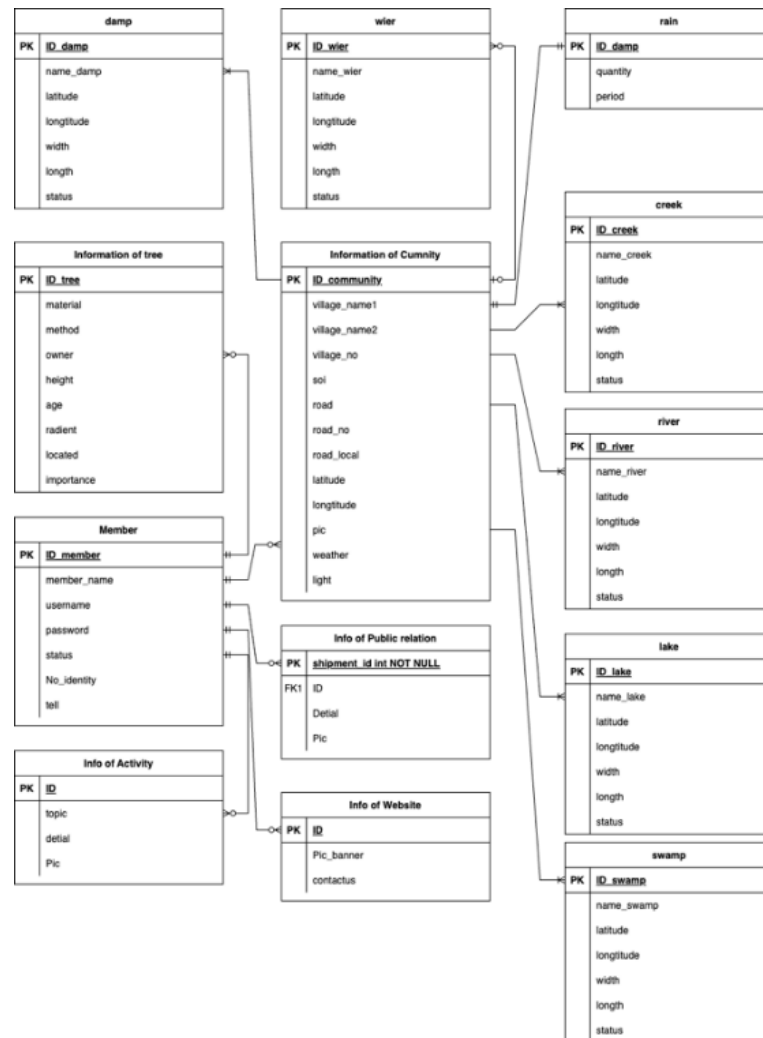 damp
PK ID_damp
name_damp
latitude
longtitude
width
length
status
wier
PK ID_wier
name_wier
latitude
longtitude
width
length
status
rain
PK ID_damp
quantity
period
creek
PK ID_creek
name_creek
latitude
longtitude
width
length
status
Information of tree
PK ID_tree
material
method
owner
height
age
radient
located
importance
Information of Cumnity
PK ID_community
village_name1
village_name2
village_no
soi
road
road_no
road_local
latitude
longtitude
pic
weather
light
river
PK ID_river
name_river
latitude
longtitude
width
length
status
Member
PK ID_member
member_name
username
password
status
No_identity
tell
Info of Public relation
PK shipment_id int NOT NULL
FK1 ID
Detial
Pic
lake
PK ID_lake
name_lake
latitude
longtitude
width
length
status
Info of Activity
PK ID
topic
detial
Pic
Info of Website
PK ID
Pic_banner
contactus
swamp
PK ID_swamp
name_swamp
latitude
longtitude
width
length
status